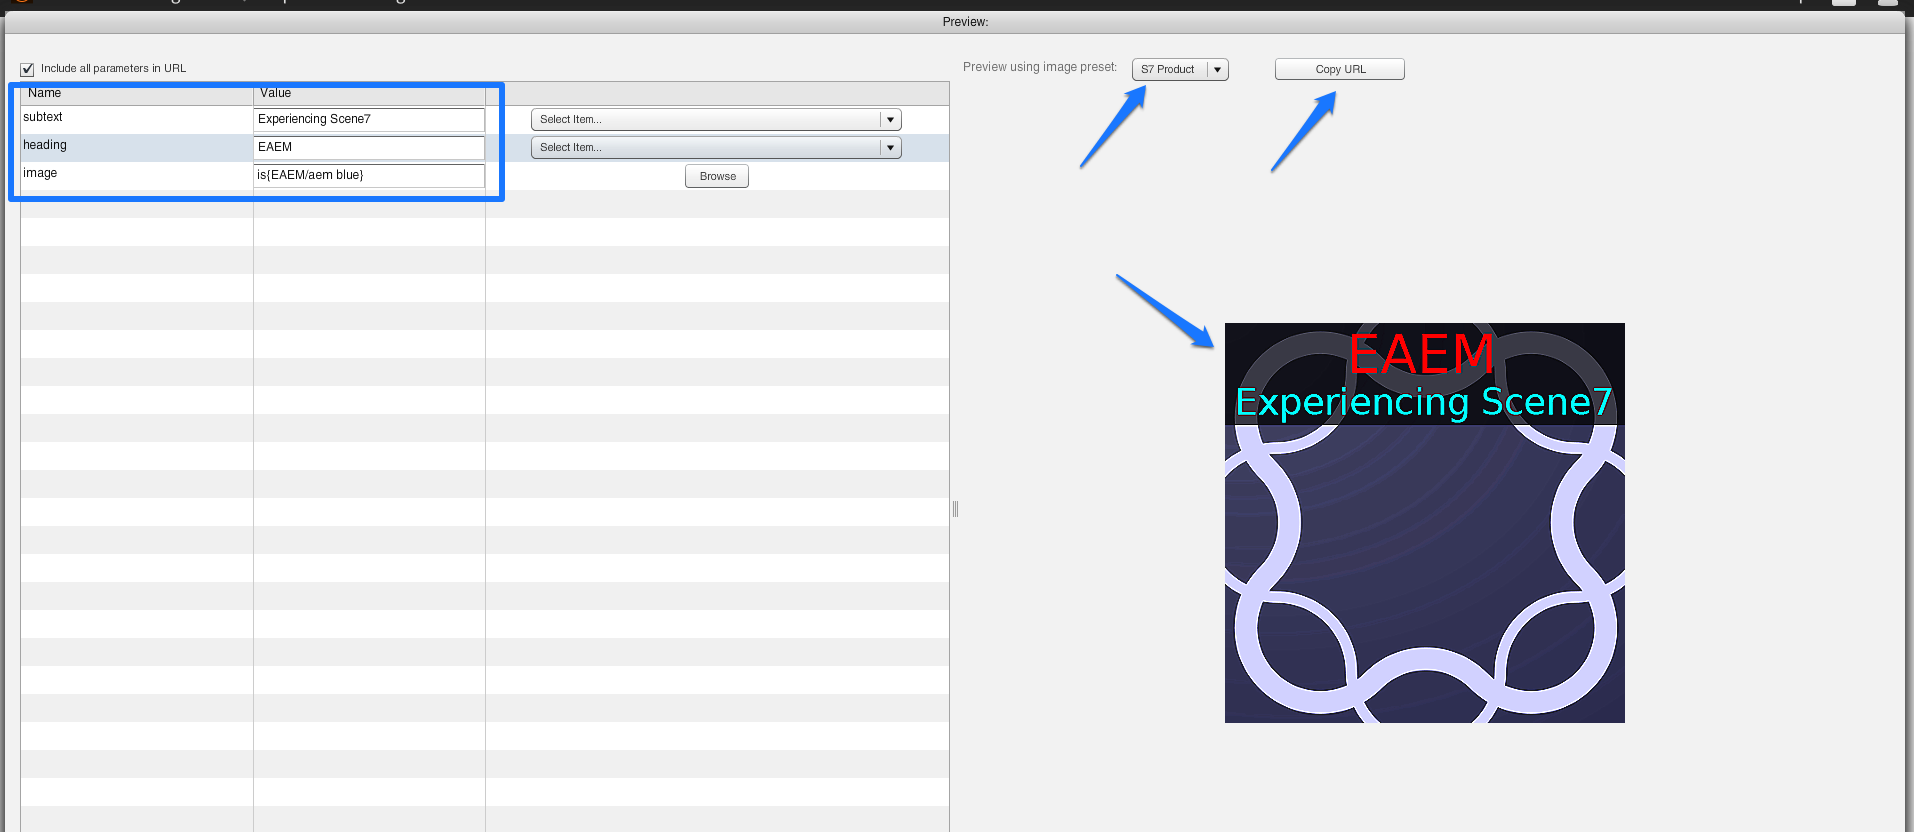 Preview:
Include all parameters in URL
Preview using image preset:
S7 Product
Copy URL
Name
Value
subtext
Experiencing Scene7
Select Item...
heading
EAEM
Select Item...
image
is{EAEM/aem blue}
Browse
EAEM
Experiencing Scene7